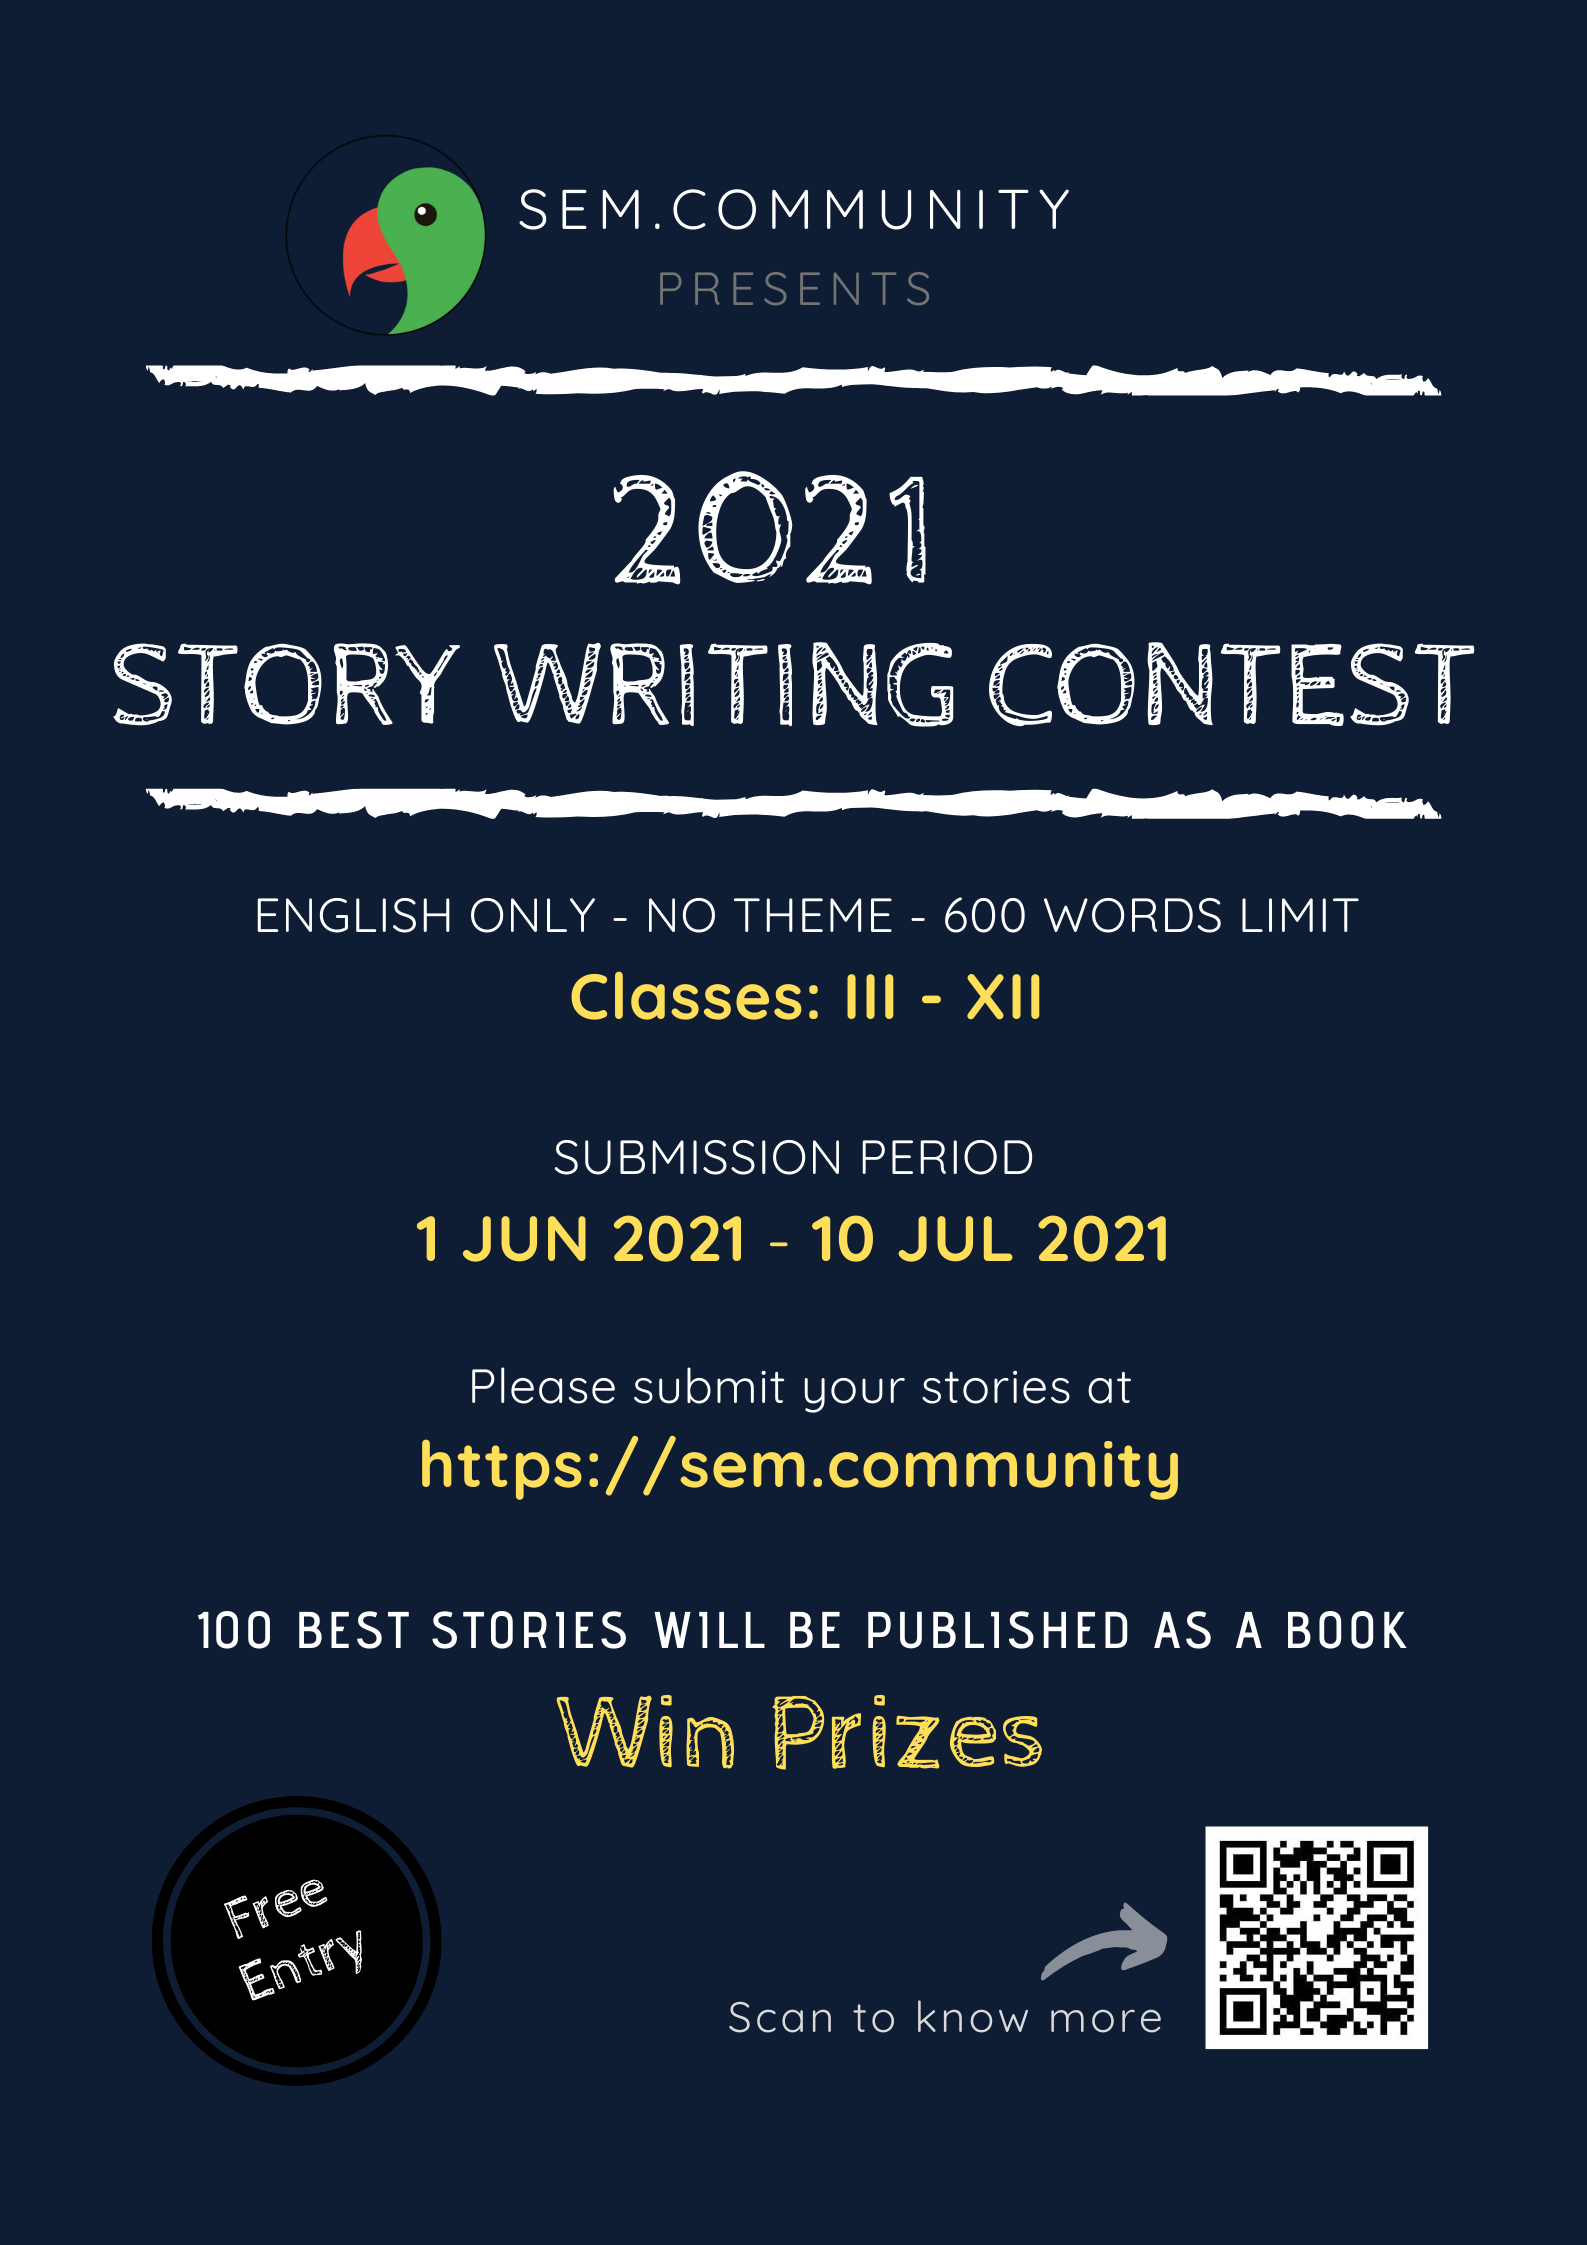 SEM.COMMUNITY
PRESENTS
2021
STORY WRITING CONTEST
ENGLISH ONLY - NO THEME - 600 WORDS LIMIT
Classes: III - XII
SUBMISSION PERIOD
1 JUN 2021 - 10 JUL 2021
Please submit your stories at
https://sem.community
100 BEST STORIES WILL BE PUBLISHED AS A BOOK
Win Prizes
Free
Entry
Scan to know more